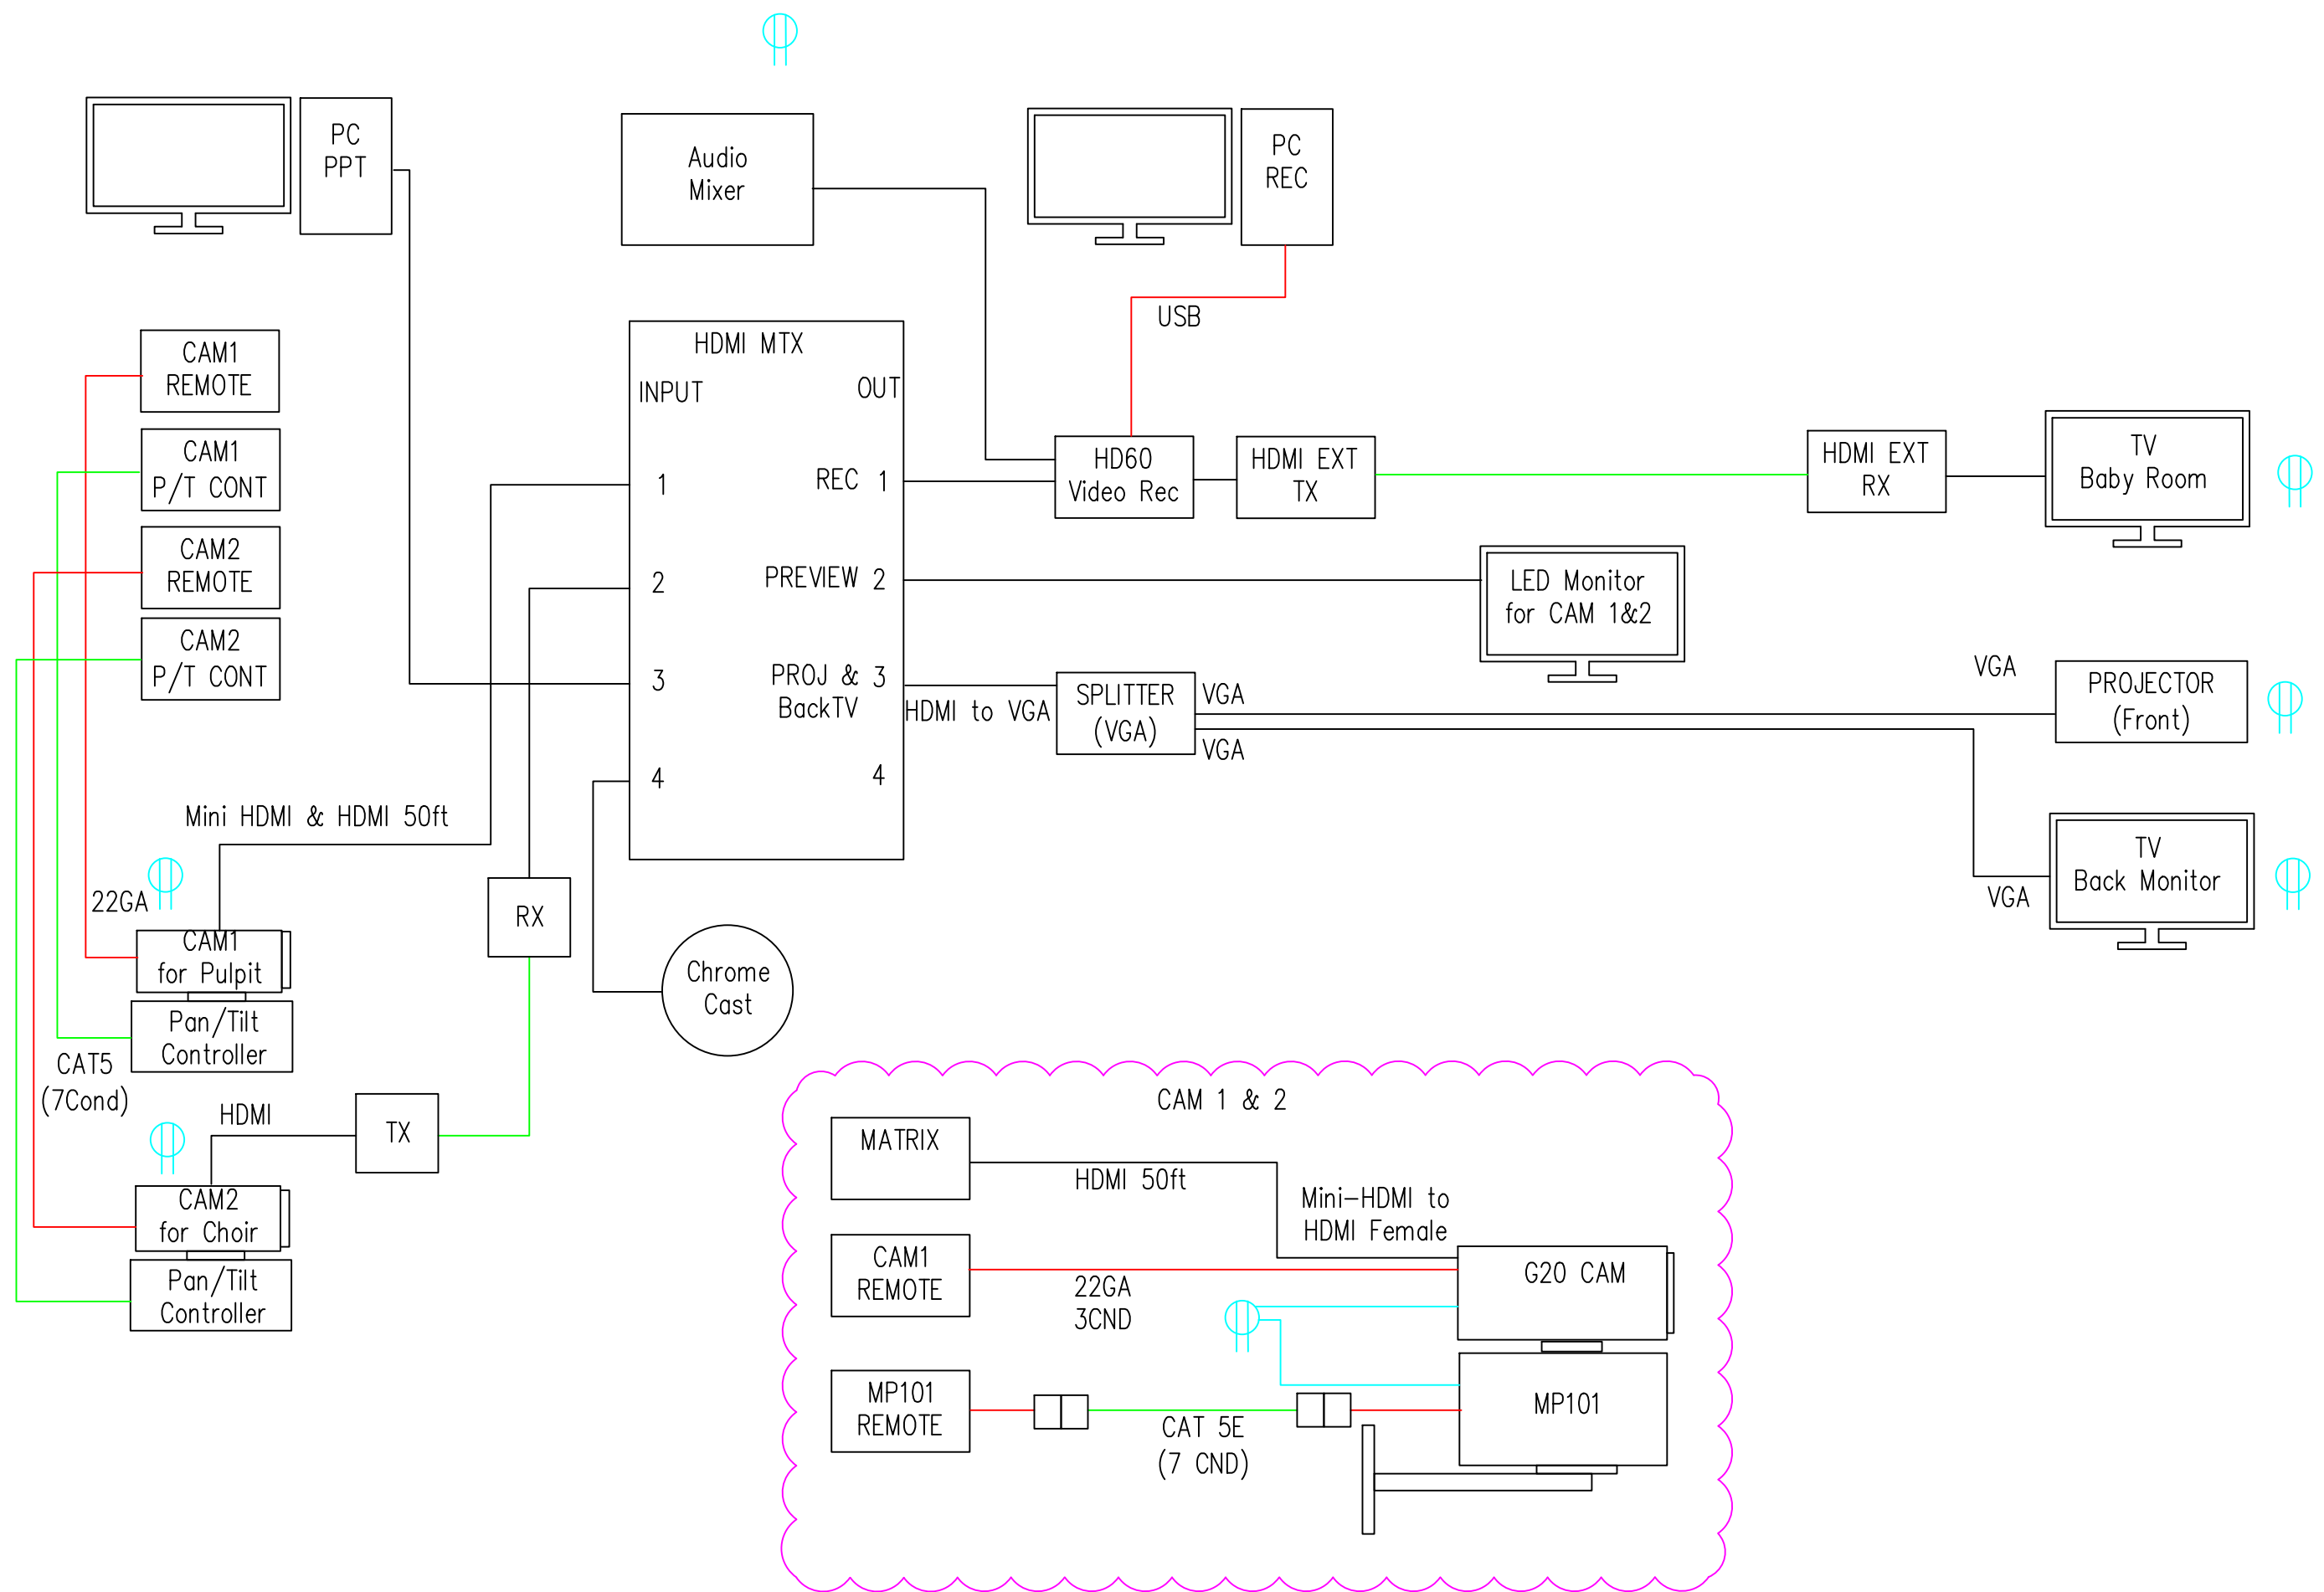 PC
PPT
Audio
Mixer
PC
REC
USB
CAM1
REMOTE
CAM1
P/T CONT
CAM2
REMOTE
CAM2
P/T CONT
HDMI MTX
INPUT
OUT
1
REC 1
2
PREVIEW 2
3
PROJ & 3
BackTV
4
4
HD60
Video Rec
HDMI EXT
TX
HDMI EXT
RX
TV
Baby Room
LED Monitor
for CAM 1&2
HDMI to VGA
SPLITTER
(VGA)
VGA
VGA
VGA
PROJECTOR
(Front)
TV
Back Monitor
VGA
Mini HDMI & HDMI 50ft
22GA
CAM1
for Pulpit
Pan/Tilt
Controller
CAT5
(7Cond)
RX
Chrome
Cast
HDMI
TX
CAM2
for Choir
Pan/Tilt
Controller
CAM 1 & 2
MATRIX
HDMI 50ft
Mini-HDMI to
HDMI Female
CAM1
REMOTE
22GA
3CND
G20 CAM
MP101
REMOTE
CAT 5E
(7 CND)
MP101